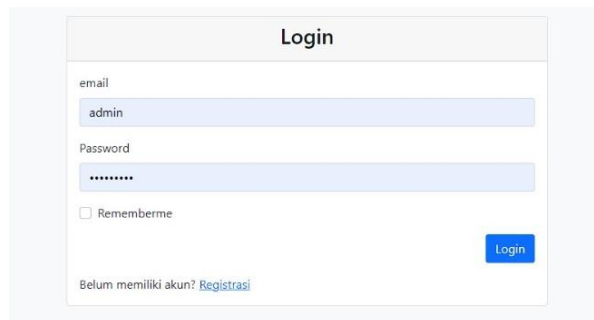 Login
email
admin
Password
•••••••••
Rememberme
Login
Belum memiliki akun? Registrasi